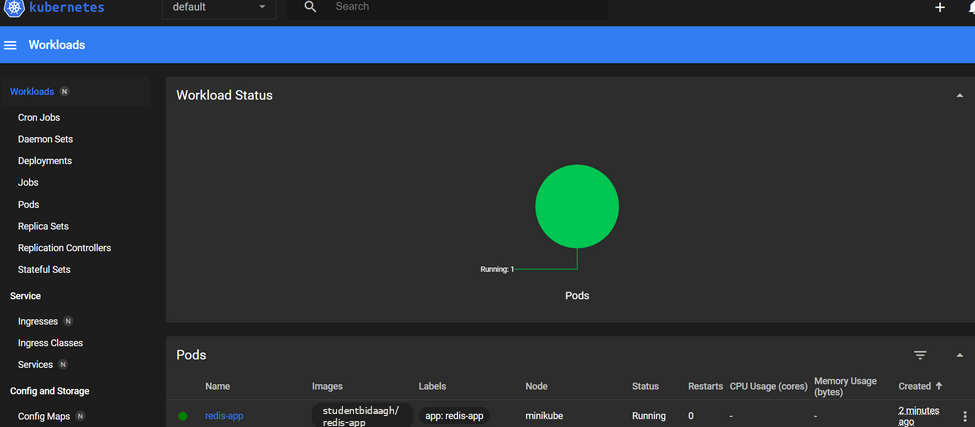 kubernetes
default
Search
Workloads
Workloads N
Cron Jobs
Daemon Sets
Deployments
Jobs
Pods
Replica Sets
Replication Controllers
Stateful Sets
Service
Ingresses N
Ingress Classes
Services N
Config and Storage
Config Maps N
Workload Status
Running: 1
Pods
Pods
Name Images Labels Node Status Restarts CPU Usage (cores) Memory Usage (bytes) Created
redis-app studentbidaagh/redis-app app: redis-app minikube Running 0 - - 2 minutes ago